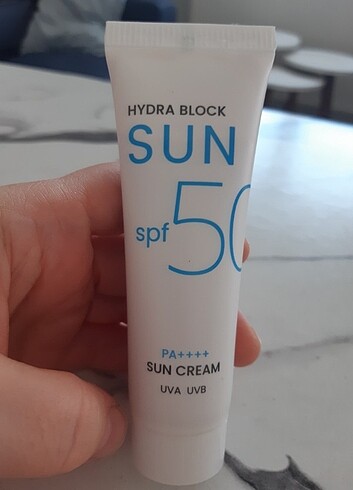 HYDRA BLOCK
SUN
spf 50
PA++++
SUN CREAM
UVA UVB